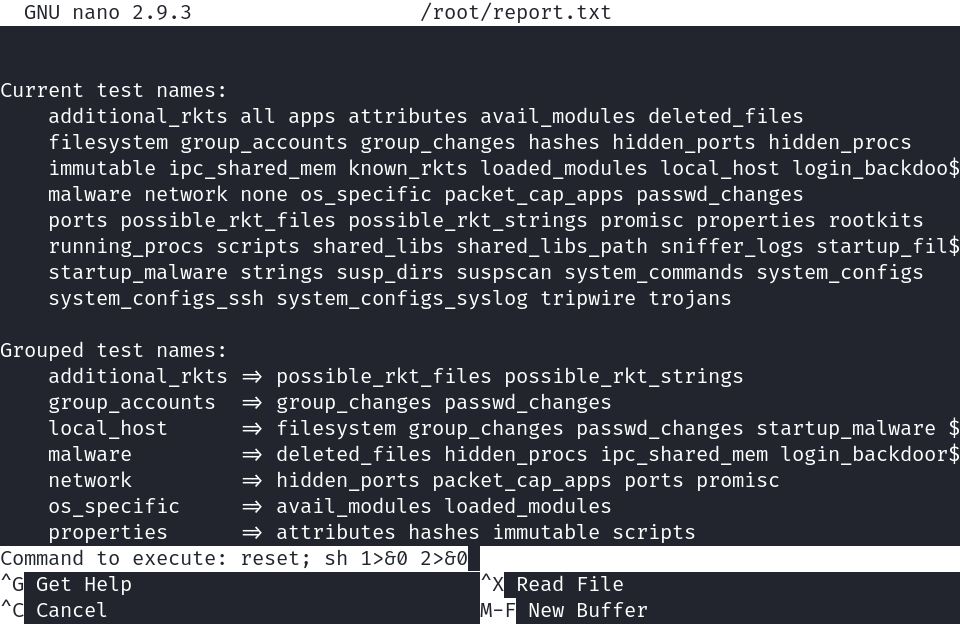 GNU nano 2.9.3 /root/report.txt
Current test names:
additional_rkts all apps attributes avail_modules deleted_files
filesystem group_accounts group_changes hashes hidden_ports hidden_procs
immutable ipc_shared_mem known_rkts loaded_modules local_host login_backdoo$
malware network none os_specific packet_cap_apps passwd_changes
ports possible_rkt_files possible_rkt_strings promisc properties rootkits
running_procs scripts shared_libs shared_libs_path sniffer_logs startup_fil$
startup_malware strings susp_dirs suspscan system_commands system_configs
system_configs_ssh system_configs_syslog tripwire trojans
Grouped test names:
additional_rkts => possible_rkt_files possible_rkt_strings
group_accounts => group_changes passwd_changes
local_host => filesystem group_changes passwd_changes startup_malware $
malware => deleted_files hidden_procs ipc_shared_mem login_backdoor$
network => hidden_ports packet_cap_apps ports promisc
os_specific => avail_modules loaded_modules
properties => attributes hashes immutable scripts
Command to execute: reset; sh 1>&0 2>&0
^G Get Help ^X Read File
^C Cancel M-F New Buffer